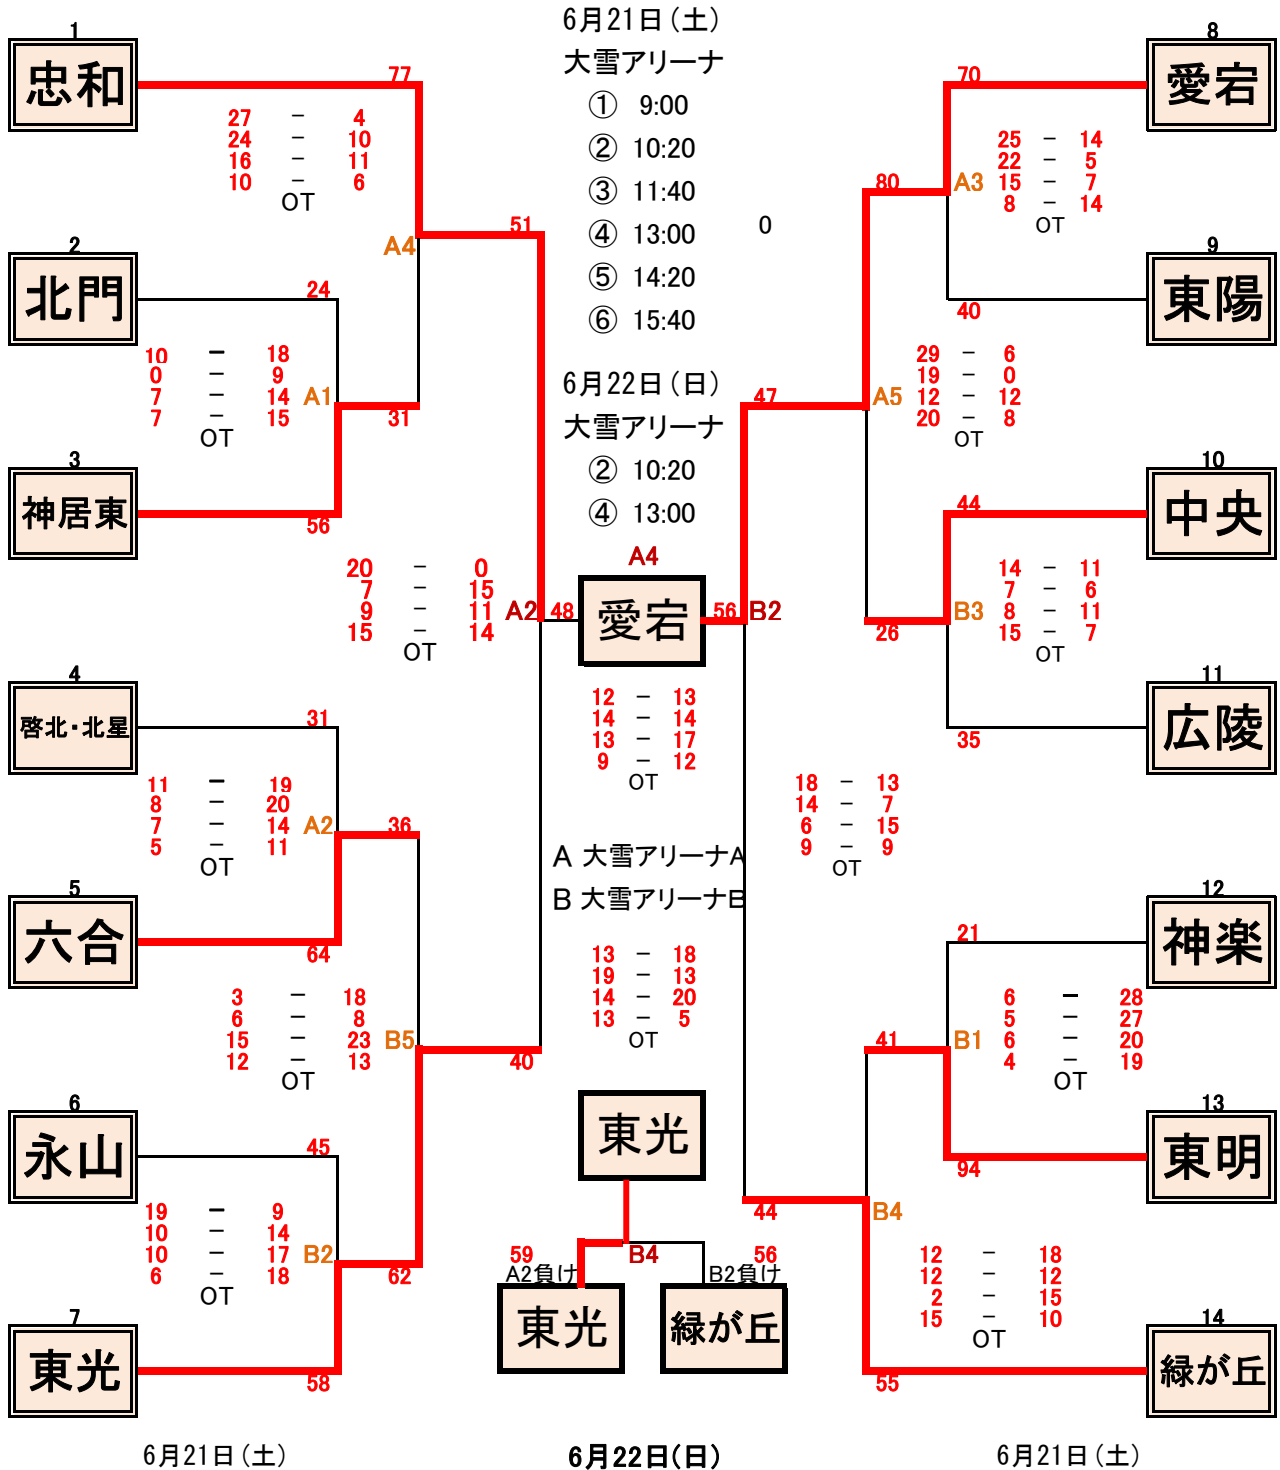 6月21日(土)
大雪アリーナ
① 9:00
② 10:20
③ 11:40
④ 13:00
⑤ 14:20
⑥ 15:40
0
6月22日(日)
大雪アリーナ
② 10:20
④ 13:00
1
忠和
77
27 - 4
24 - 10
16 - 11
10 - 6
OT
A4
51
2
北門
24
10 - 18
0 - 9
7 - 14
7 - 15
OT
A1
31
3
神居東
56
20 - 0
7 - 15
9 - 11
15 - 14
OT
A2
48
4
啓北・北星
31
11 - 19
8 - 20
7 - 14
5 - 11
OT
A2
36
5
六合
64
3 - 18
6 - 8
15 - 23
12 - 13
OT
B5
40
6
永山
45
19 - 9
10 - 14
10 - 17
6 - 18
OT
B2
62
7
東光
58
A4
愛宕
56
B2
12 - 13
14 - 14
13 - 17
9 - 12
OT
A 大雪アリーナA
B 大雪アリーナB
13 - 18
19 - 13
14 - 20
13 - 5
OT
東光
59
B4
56
A2負け
B2負け
東光
緑が丘
8
愛宕
70
25 - 14
22 - 5
15 - 7
8 - 14
OT
A3
80
9
東陽
40
29 - 6
19 - 0
12 - 12
20 - 8
OT
A5
47
10
中央
44
14 - 11
7 - 6
8 - 11
15 - 7
OT
B3
26
11
広陵
35
18 - 13
14 - 7
6 - 15
9 - 9
OT
12
神楽
21
6 - 28
5 - 27
6 - 20
4 - 19
OT
B1
41
13
東明
94
44
B4
12 - 18
12 - 12
2 - 15
15 - 10
OT
14
緑が丘
55
6月21日(土)
6月22日(日)
6月21日(土)